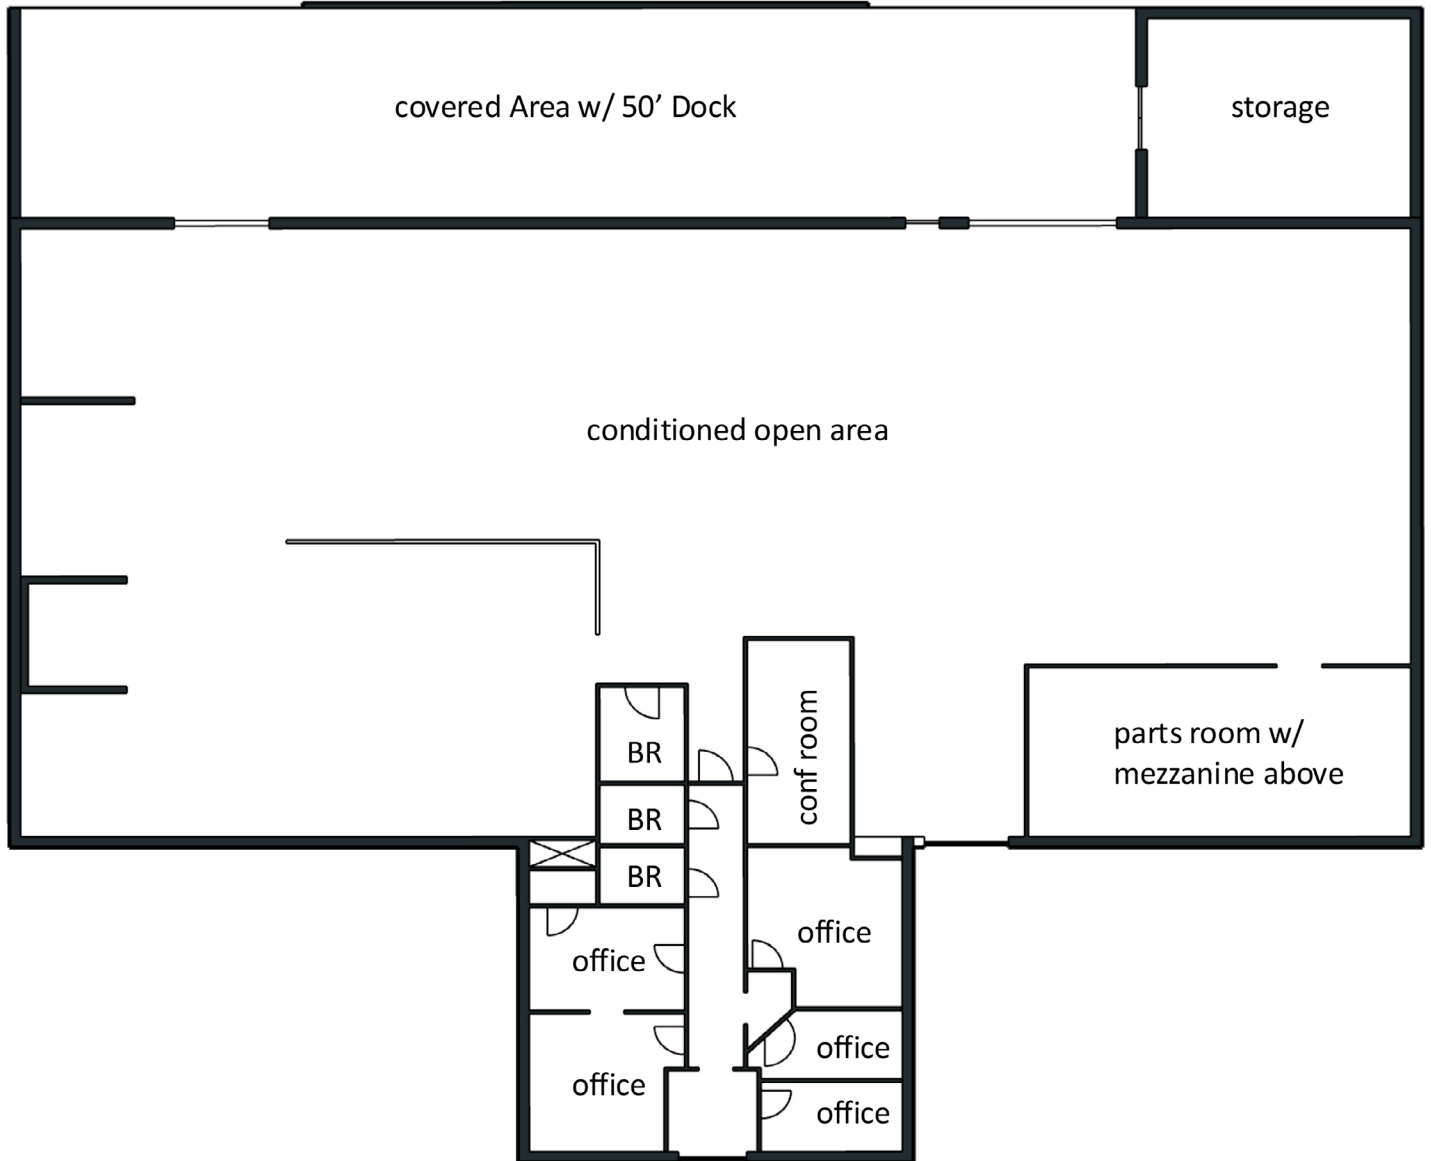 covered Area w/ 50’ Dock
storage
conditioned open area
parts room w/
mezzanine above
conf room
BR
BR
BR
office
office
office
office
office